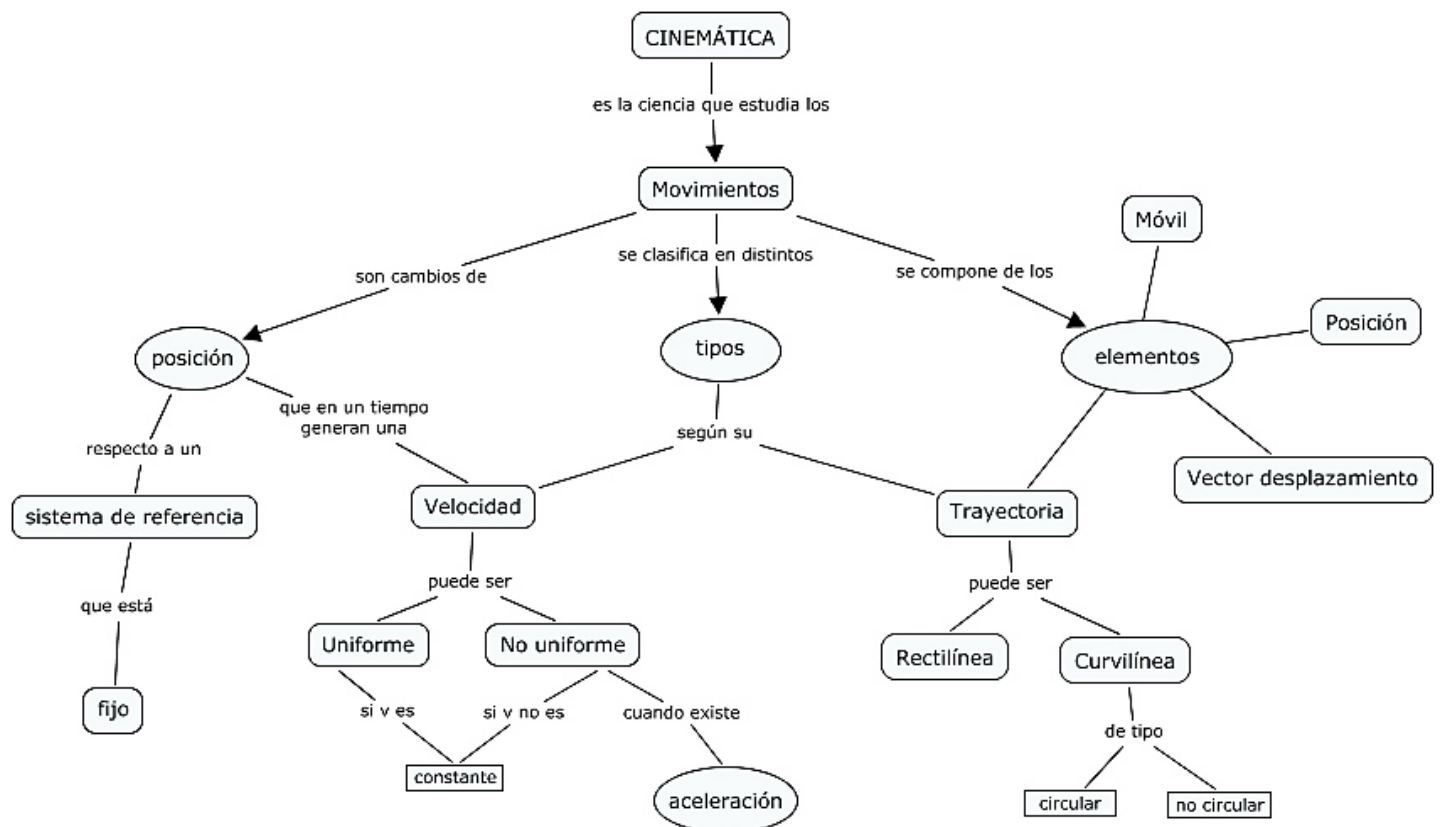 CINEMÁTICA
es la ciencia que estudia los
Movimientos
son cambios de
se clasifica en distintos
se compone de los
Móvil
Posición
posición
tipos
elementos
que en un tiempo
generan una
respecto a un
según su
Vector desplazamiento
sistema de referencia
Velocidad
Trayectoria
que está
fijo
puede ser
Uniforme
No uniforme
si v es
si v no es
cuando existe
constante
aceleración
puede ser
Rectilínea
Curvilínea
de tipo
circular
no circular